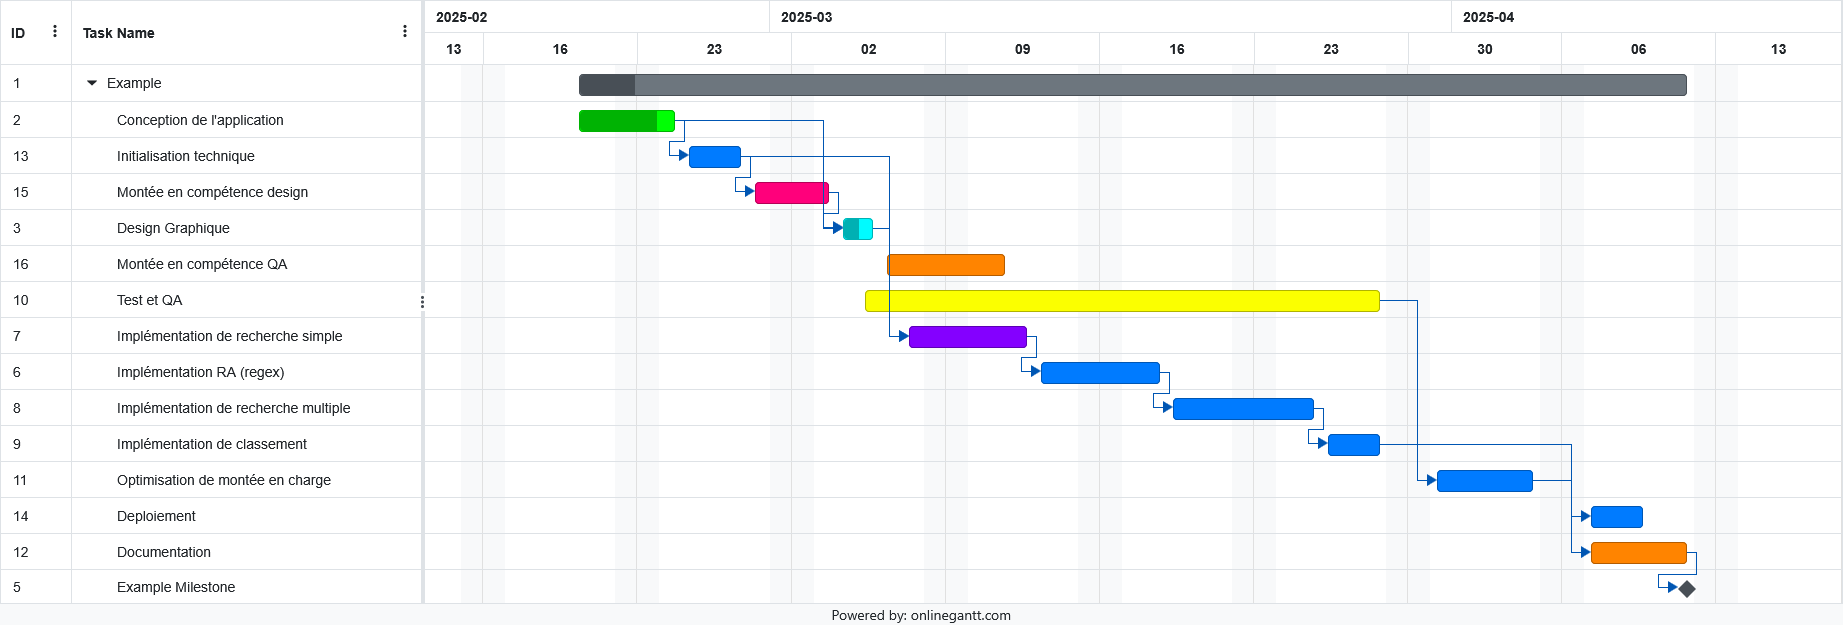 2025-02 2025-03 2025-04
ID Task Name
13 16 23 02 09 16 23 30 06 13
1 Example
2 Conception de l'application
13 Initialisation technique
15 Montée en compétence design
3 Design Graphique
16 Montée en compétence QA
10 Test et QA
7 Implémentation de recherche simple
6 Implémentation RA (regex)
8 Implémentation de recherche multiple
9 Implémentation de classement
11 Optimisation de montée en charge
14 Deploiement
12 Documentation
5 Example Milestone
Powered by: onlinegantt.com